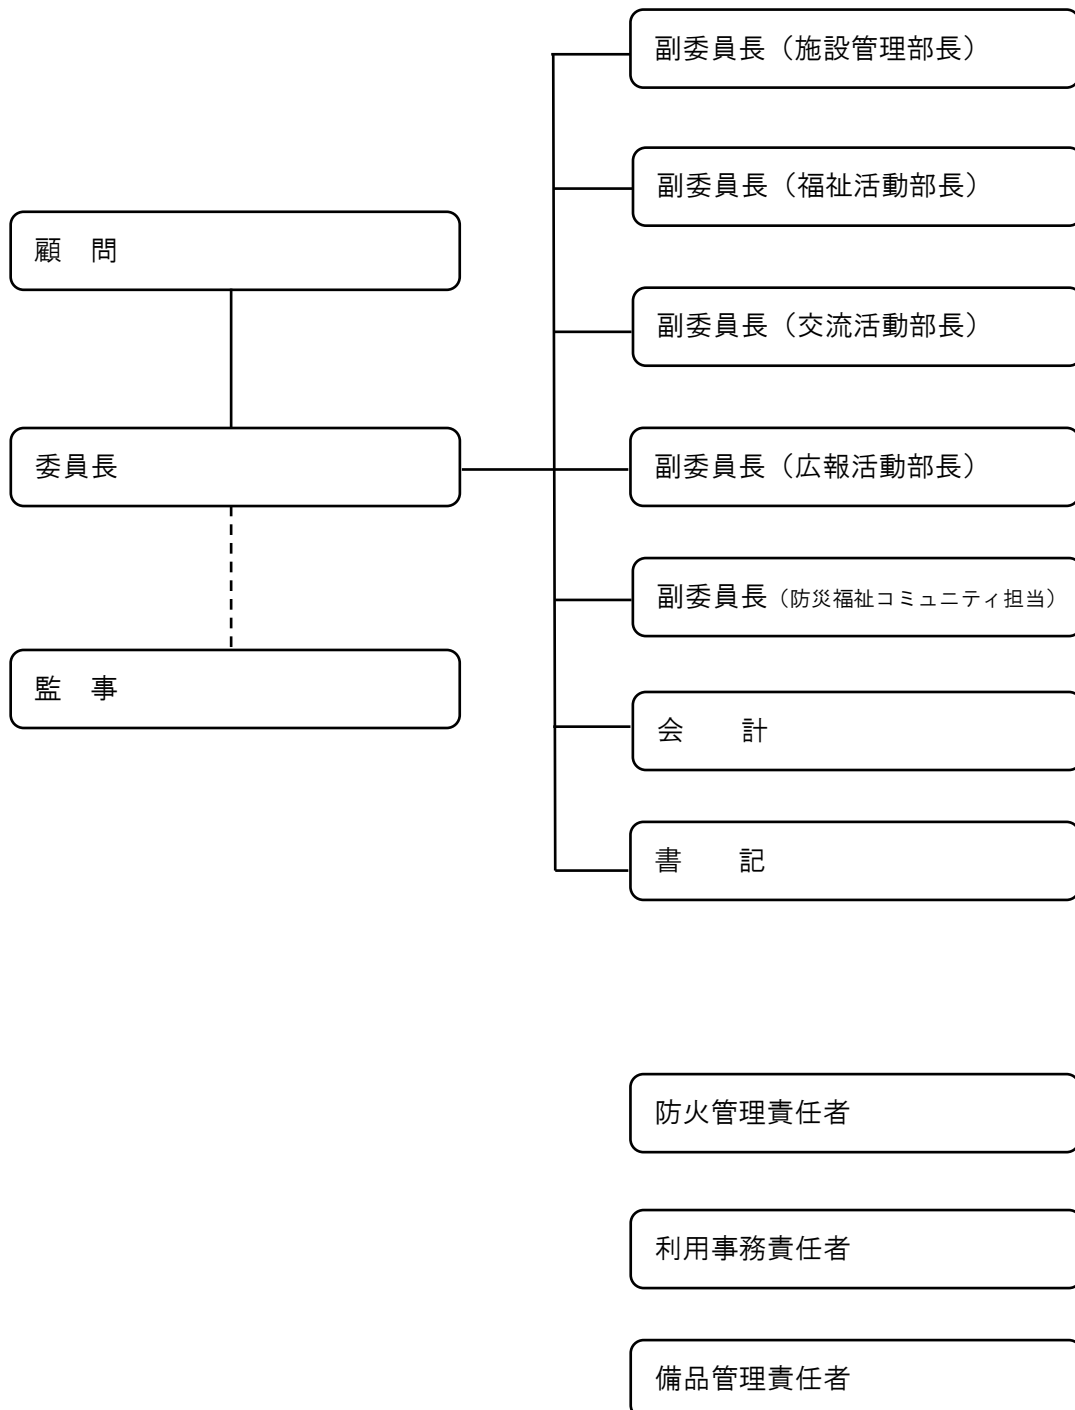 副委員長（施設管理部長）
副委員長（福祉活動部長）
顧　問
副委員長（交流活動部長）
委員長
副委員長（広報活動部長）
副委員長（防災福祉コミュニティ担当）
監　事
会　　計
書　　記
防火管理責任者
利用事務責任者
備品管理責任者